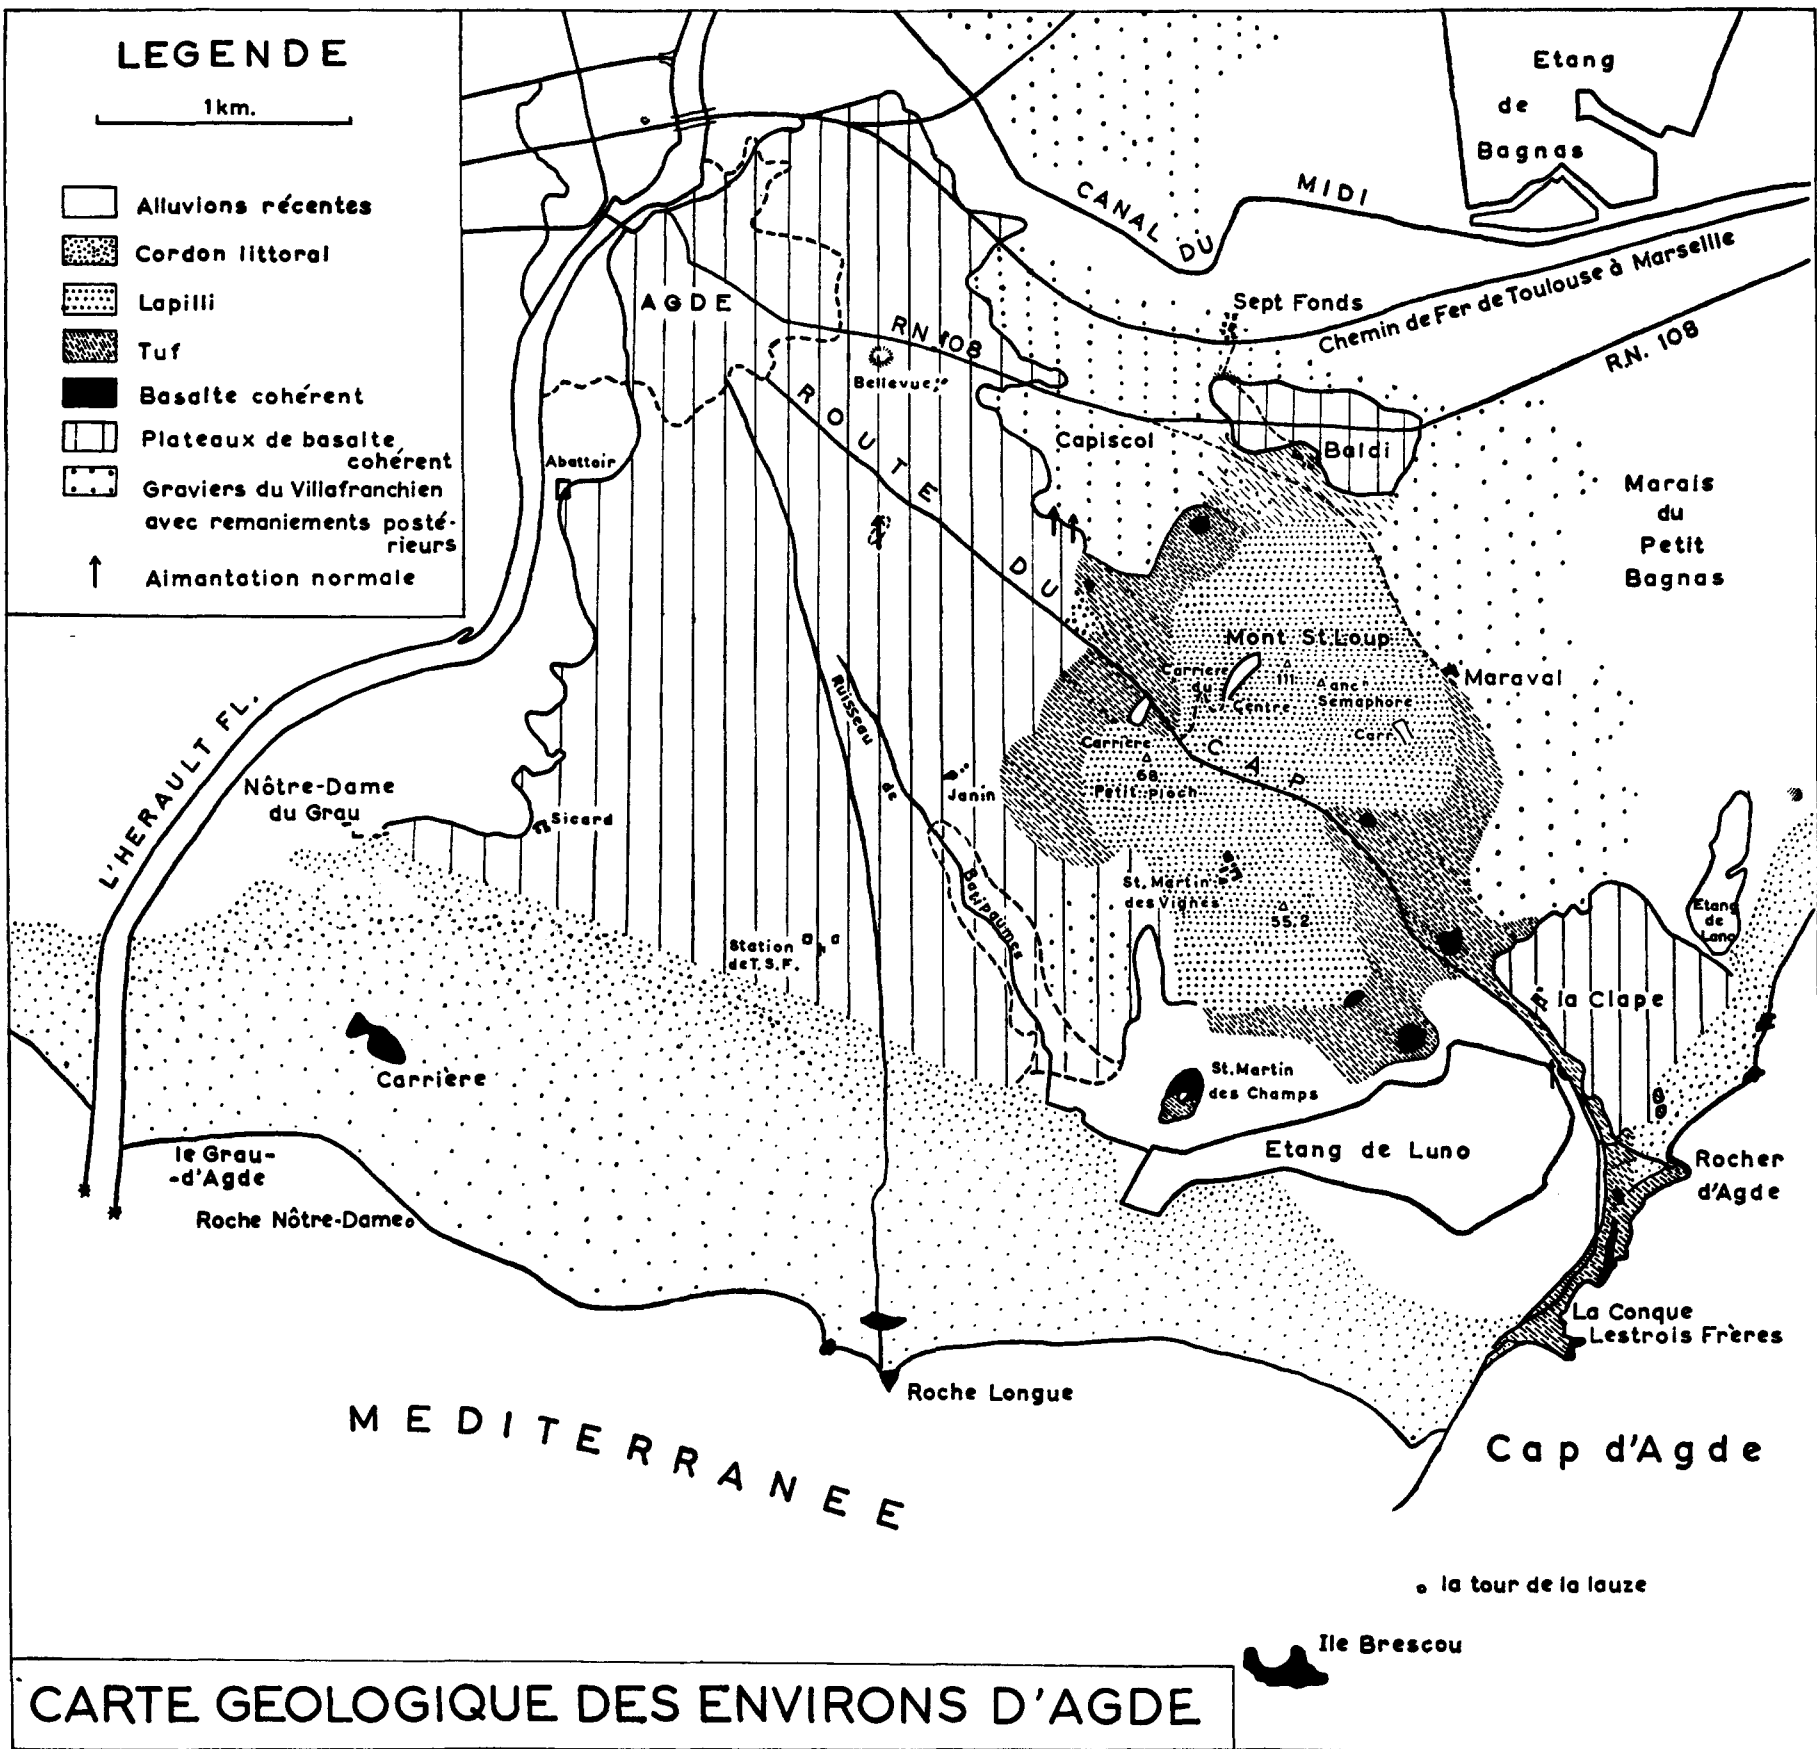 LEGENDE
1km.
Alluvions récentes
Cordon littoral
Lapilli
Tuf
Basalte cohérent
Plateaux de basalte
cohérent
Graviers du Villafranchien
avec remaniements posté-
rieurs
Aimantation normale
Etang
de
Bagnas
CANAL DU MIDI
Sept Fonds
Chemin de Fer de Toulouse à Marseille
R.N. 108
AGDE
RN.108
Bellevue
ROUTE DU CAP
Capiscol
Baldi
Abattoir
Marais
du
Petit
Bagnas
Mont St.Loup
111
Carrière
du
Centre
anc.n
Semaphore
Carr
Maraval
Carrière
68
Petit Pioch
Ruisseau de Batipaumes
Janin
L'HERAULT FL.
Nôtre-Dame
du Grau
Sicard
St. Martin
des Vignes
55.2
Etang
de
Lano
Station
de T.S.F.
la Clape
Carrière
St. Martin
des Champs
Etang de Luno
Rocher
d'Agde
le Grau-
-d'Agde
Roche Nôtre-Dame
La Conque
Lestrois Frères
Roche Longue
MEDITERRANEE
Cap d'Agde
la tour de la lauze
Ile Brescou
CARTE GEOLOGIQUE DES ENVIRONS D'AGDE